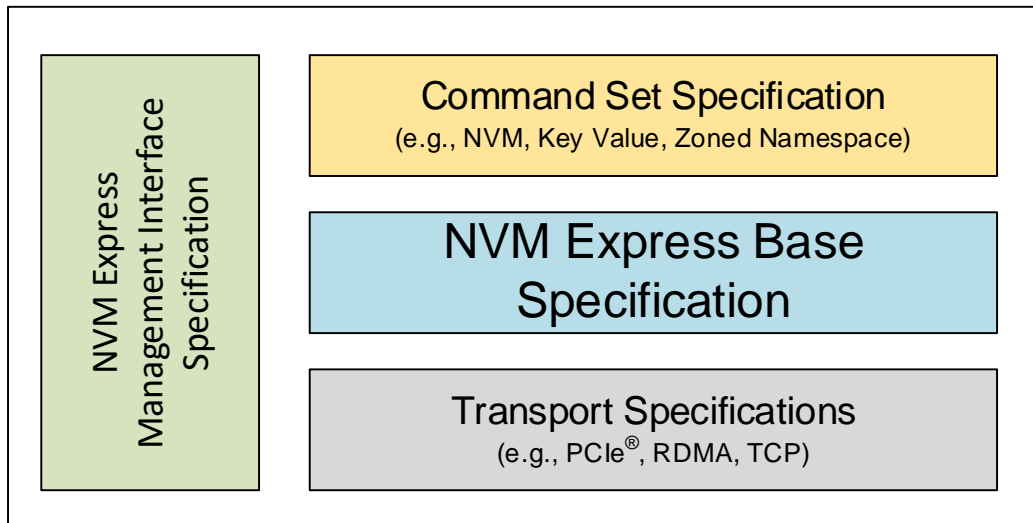 NVM Express
Management Interface
Specification
Command Set Specification
(e.g., NVM, Key Value, Zoned Namespace)
NVM Express Base
Specification
Transport Specifications
(e.g., PCIe®, RDMA, TCP)